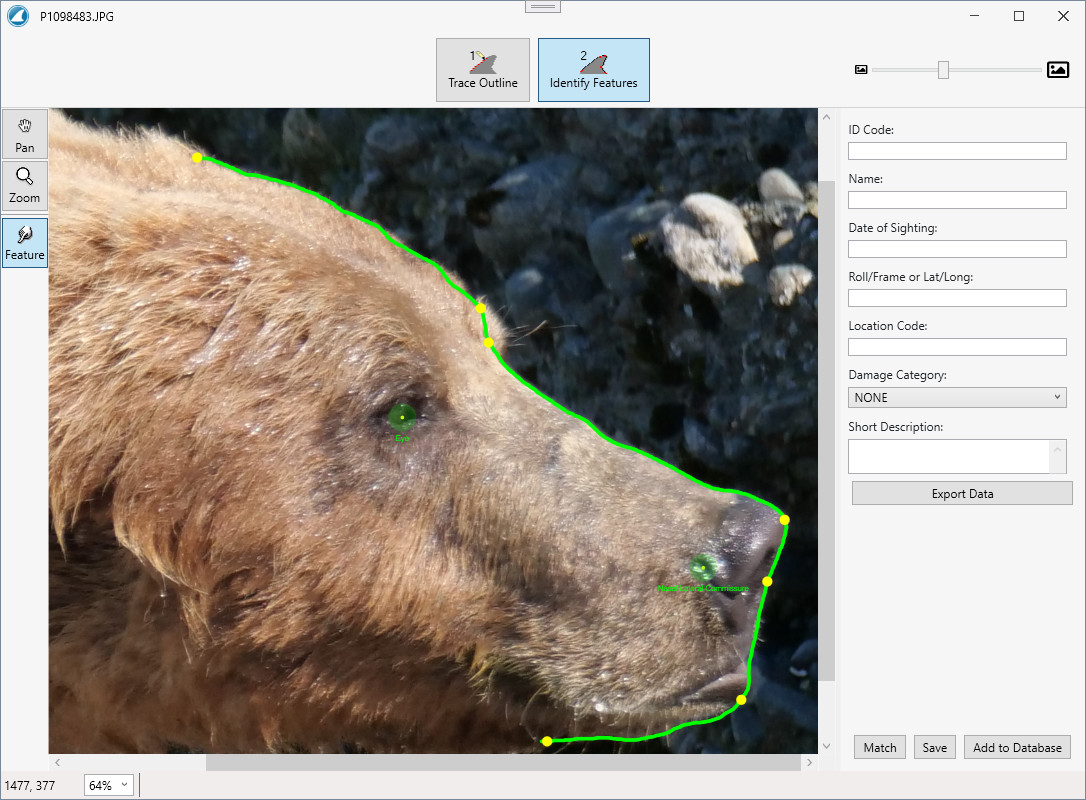 P1098483.JPG
1
Trace Outline
2
Identify Features
Pan
Zoom
Feature
Eye
ID Code:
Name:
Date of Sighting:
Roll/Frame or Lat/Long:
Location Code:
Damage Category:
NONE
Short Description:
Export Data
Match Save Add to Database
1477, 377
64%